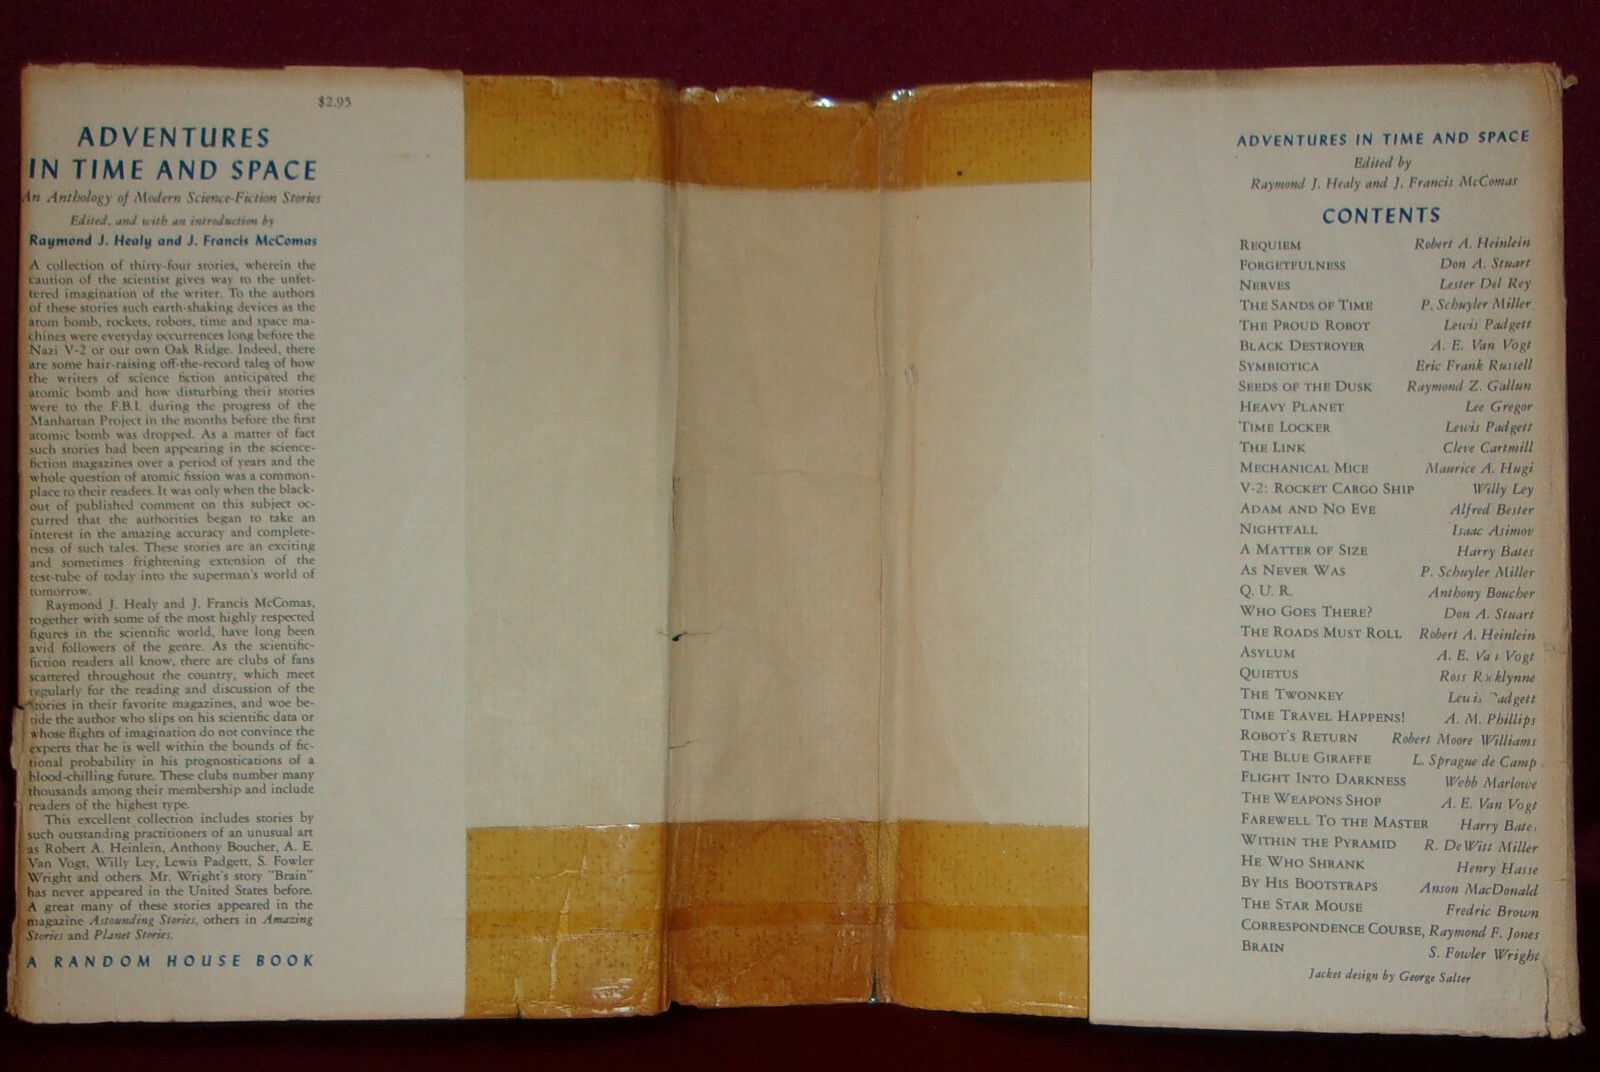 $2.95
ADVENTURES
IN TIME AND SPACE
An Anthology of Modern Science-Fiction Stories
Edited, and with an introduction by
Raymond J. Healy and J. Francis McComas
A collection of thirty-four stories, wherein the
caution of the scientist gives way to the unfet-
tered imagination of the writer. To the authors
of these stories such earth-shaking devices as the
atom bomb, rockets, robots, time and space ma-
chines were everyday occurrences long before the
Nazi V-2 or our own Oak Ridge. Indeed, there
are some hair-raising off-the-record tales of how
the writers of science fiction anticipated the
atomic bomb and how disturbing their stories
were to the F.B.I. during the progress of the
Manhattan Project in the months before the first
atomic bomb was dropped. As a matter of fact
such stories had been appearing in the science-
fiction magazines over a period of years and the
whole question of atomic fission was a common-
place to their readers. It was only when the black-
out of published comment on this subject oc-
curred that the authorities began to take an
interest in the amazing accuracy and complete-
ness of such tales. These stories are an exciting
and sometimes frightening extension of the
test-tube of today into the superman's world of
tomorrow.
Raymond J. Healy and J. Francis McComas,
together with some of the most highly respected
figures in the scientific world, have long been
avid followers of the genre. As the scientific-
fiction readers all know, there are clubs of fans
scattered throughout the country, which meet
regularly for the reading and discussion of the
stories in their favorite magazines, and woe be-
tide the author who slips on his scientific data or
whose flights of imagination do not convince the
experts that he is well within the bounds of fic-
tional probability in his prognostications of a
blood-chilling future. These clubs number many
thousands among their membership and include
readers of the highest type.
This excellent collection includes stories by
such outstanding practitioners of an unusual art
as Robert A. Heinlein, Anthony Boucher, A. E.
Van Vogt, Willy Ley, Lewis Padgett, S. Fowler
Wright and others. Mr. Wright's story "Brain"
has never appeared in the United States before.
A great many of these stories appeared in the
magazine Astounding Stories, others in Amazing
Stories and Planet Stories.
A RANDOM HOUSE BOOK
ADVENTURES IN TIME AND SPACE
Edited by
Raymond J. Healy and J. Francis McComas
CONTENTS
REQUIEM Robert A. Heinlein
FORGETFULNESS Don A. Stuart
NERVES Lester Del Rey
THE SANDS OF TIME P. Schuyler Miller
THE PROUD ROBOT Lewis Padgett
BLACK DESTROYER A. E. Van Vogt
SYMBIOTICA Eric Frank Russell
SEEDS OF THE DUSK Raymond Z. Gallun
HEAVY PLANET Lee Gregor
TIME LOCKER Lewis Padgett
THE LINK Cleve Cartmill
MECHANICAL MICE Maurice A. Hugi
V-2: ROCKET CARGO SHIP Willy Ley
ADAM AND NO EVE Alfred Bester
NIGHTFALL Isaac Asimov
A MATTER OF SIZE Harry Bates
AS NEVER WAS P. Schuyler Miller
Q. U. R. Anthony Boucher
WHO GOES THERE? Don A. Stuart
THE ROADS MUST ROLL Robert A. Heinlein
ASYLUM A. E. Van Vogt
QUIETUS Ross Rocklynne
THE TWONKEY Lewis Padgett
TIME TRAVEL HAPPENS! A. M. Phillips
ROBOT'S RETURN Robert Moore Williams
THE BLUE GIRAFFE L. Sprague de Camp
FLIGHT INTO DARKNESS Webb Marlowe
THE WEAPONS SHOP A. E. Van Vogt
FAREWELL TO THE MASTER Harry Bates
WITHIN THE PYRAMID R. DeWitt Miller
HE WHO SHRANK Henry Hasse
BY HIS BOOTSTRAPS Anson MacDonald
THE STAR MOUSE Fredric Brown
CORRESPONDENCE COURSE, Raymond F. Jones
BRAIN S. Fowler Wright
Jacket design by George Salter